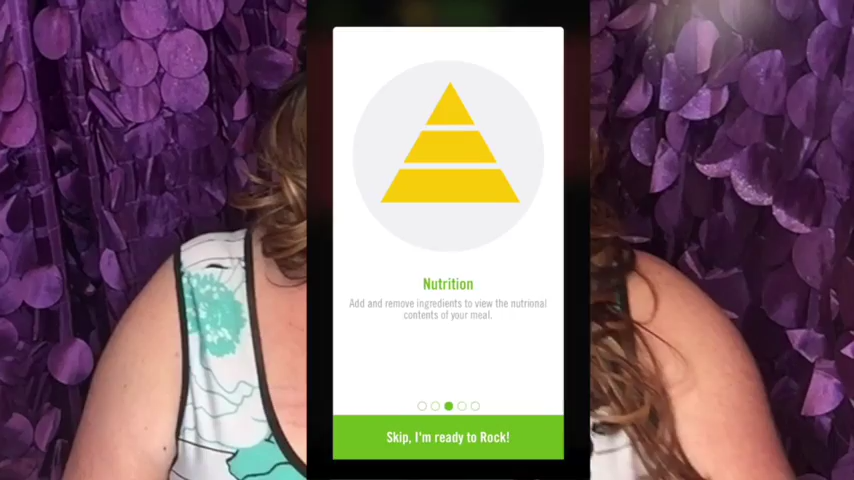 Nutrition
Add and remove ingredients to view the nutrional
contents of your meal.
Skip, I'm ready to Rock!